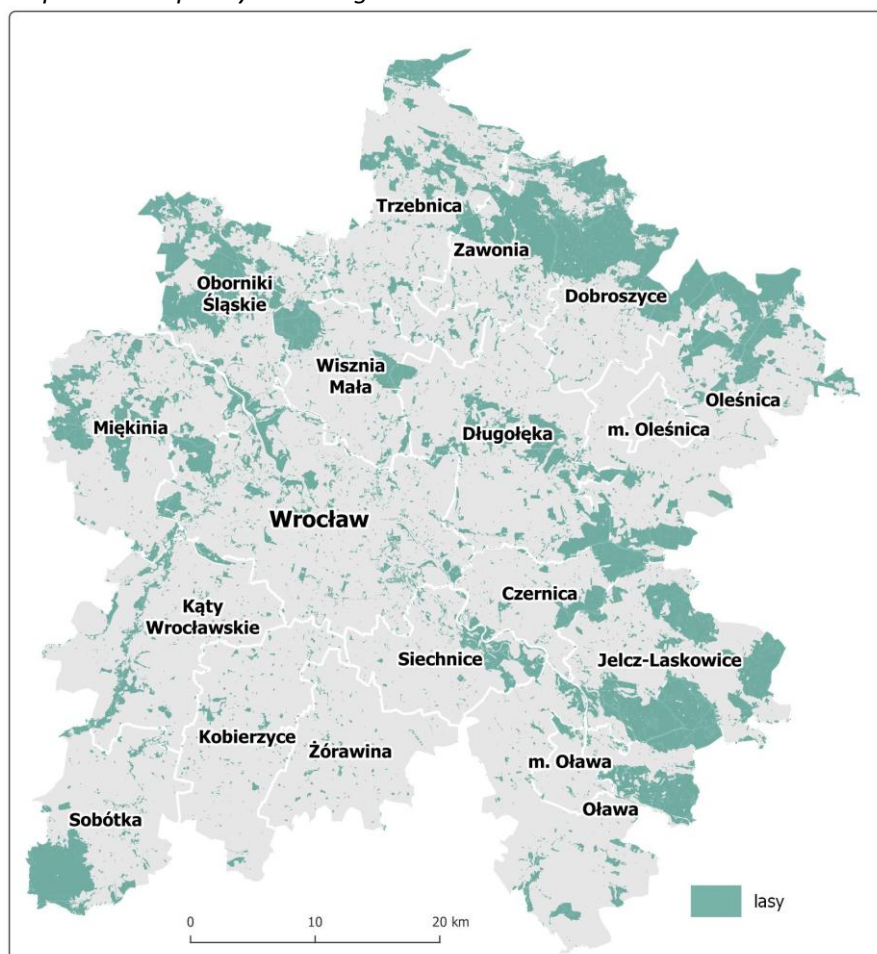 Trzebnica
Zawonia
Oborniki
Śląskie
Dobroszyce
Wisznia
Mała
Oleśnica
Miękinia
Długołęka
m. Oleśnica
Wrocław
Czernica
Kąty
Wrocławskie
Siechnice
Jelcz-Laskowice
Kobierzyce
Żórawina
m. Oława
Oława
Sobótka
lasy
0 10 20 km